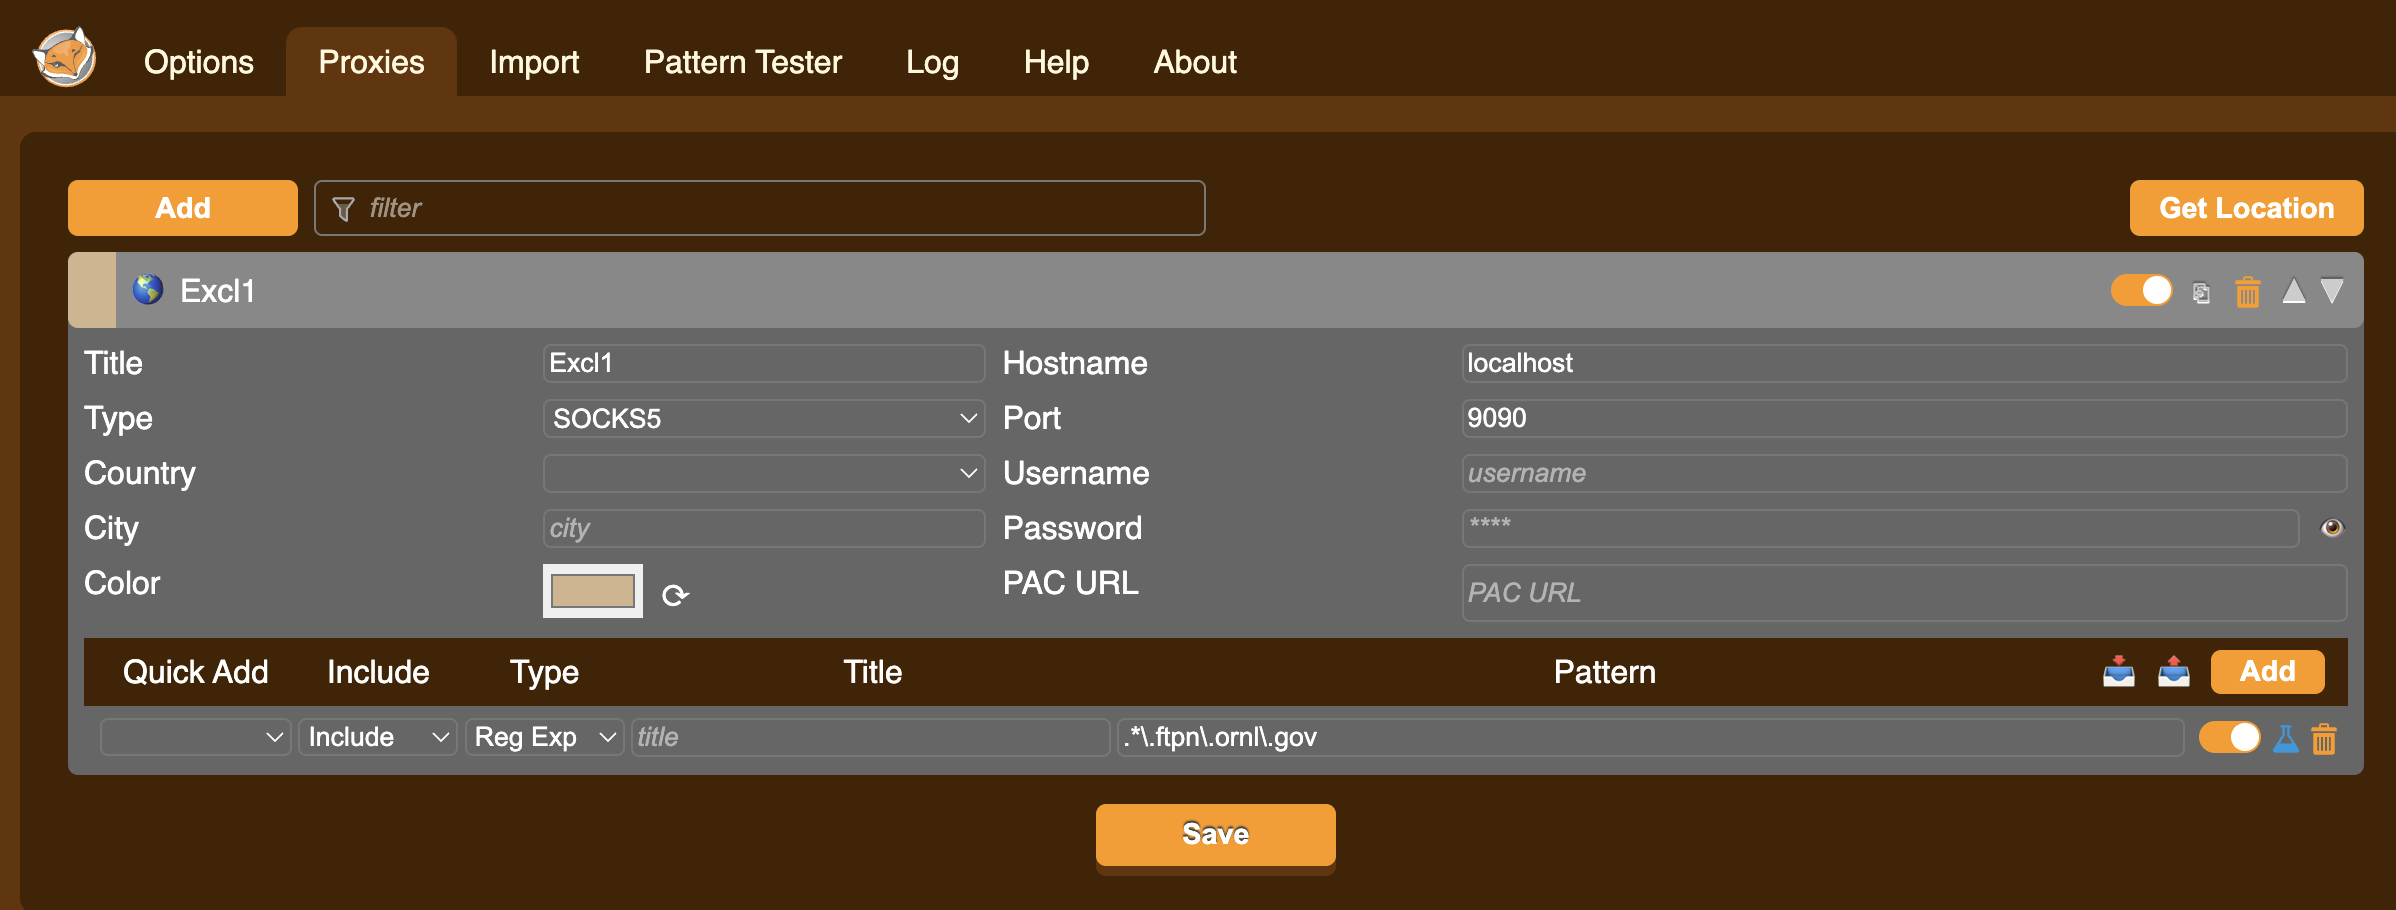 Options Proxies Import Pattern Tester Log Help About
Add filter Get Location
Excl1
Title Excl1 Hostname localhost
Type SOCKS5 Port 9090
Country Username username
City city Password ****
Color PAC URL PAC URL
Quick Add Include Type Title Pattern Add
Include Reg Exp title .*\.ftpn\.ornl\.gov
Save